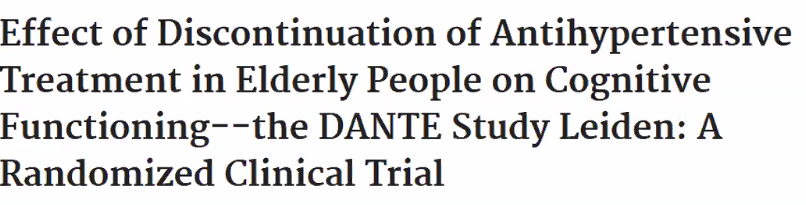 Effect of Discontinuation of Antihypertensive
Treatment in Elderly People on Cognitive
Functioning--the DANTE Study Leiden: A
Randomized Clinical Trial